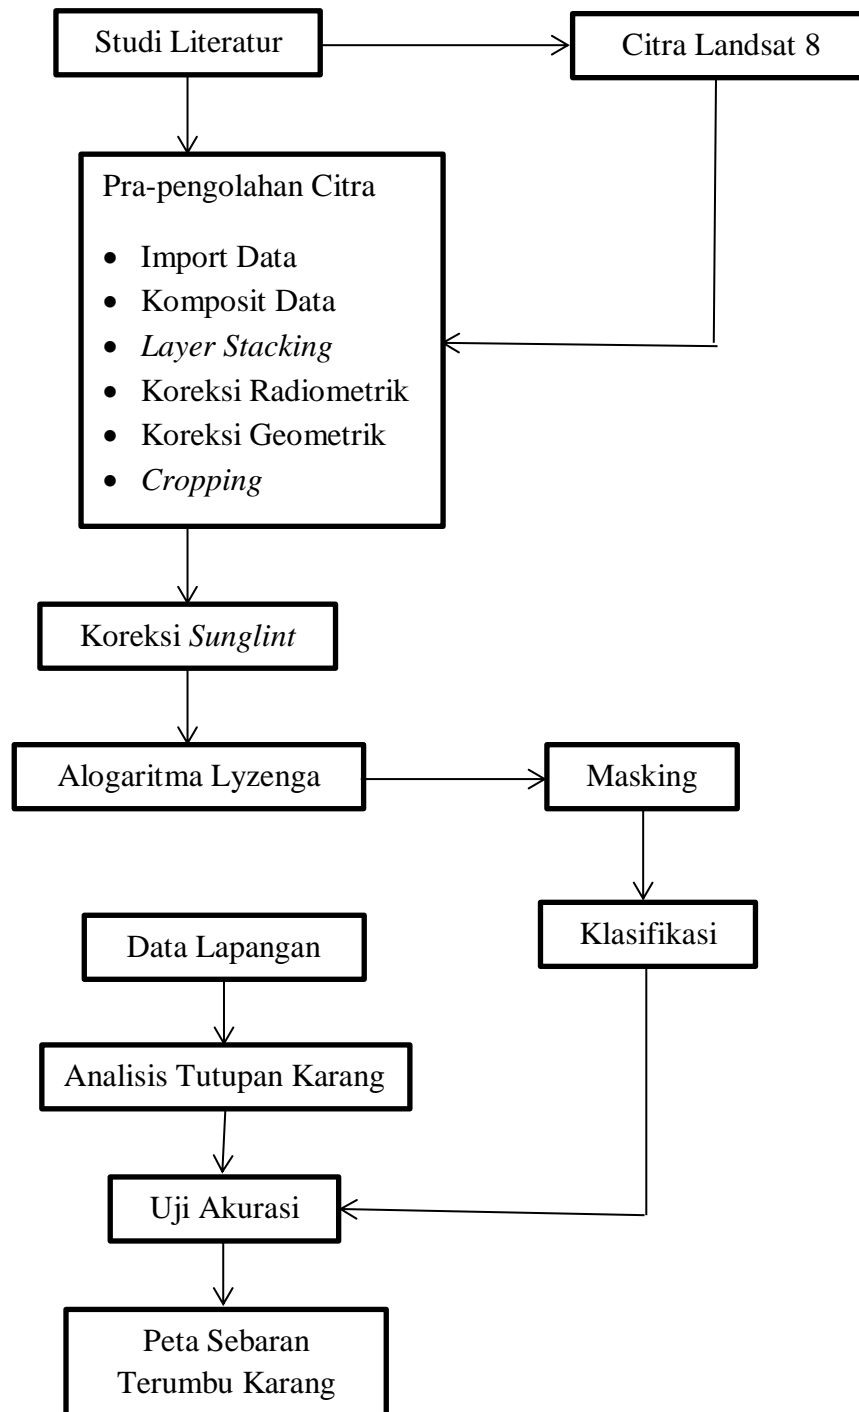 Studi Literatur
Citra Landsat 8
Pra-pengolahan Citra
• Import Data
• Komposit Data
• Layer Stacking
• Koreksi Radiometrik
• Koreksi Geometrik
• Cropping
Koreksi Sunglint
Alogaritma Lyzenga
Masking
Klasifikasi
Data Lapangan
Analisis Tutupan Karang
Uji Akurasi
Peta Sebaran
Terumbu Karang